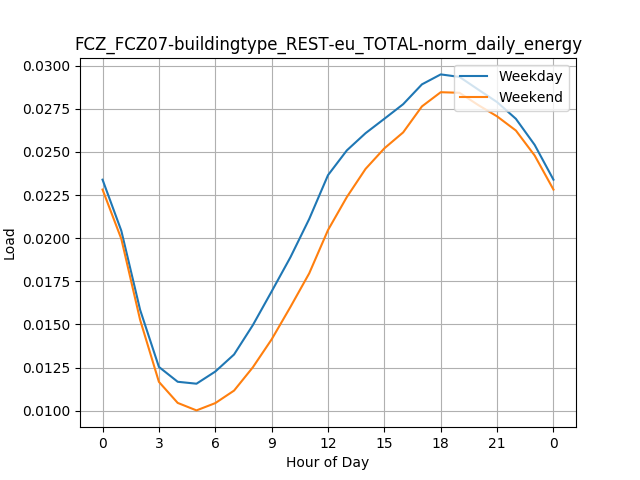 FCZ_FCZ07-buildingtype_REST-eu_TOTAL-norm_daily_energy
0.0300
0.0275
0.0250
0.0225
0.0200
0.0175
0.0150
0.0125
0.0100
Load
Weekday
Weekend
0 3 6 9 12 15 18 21 0
Hour of Day